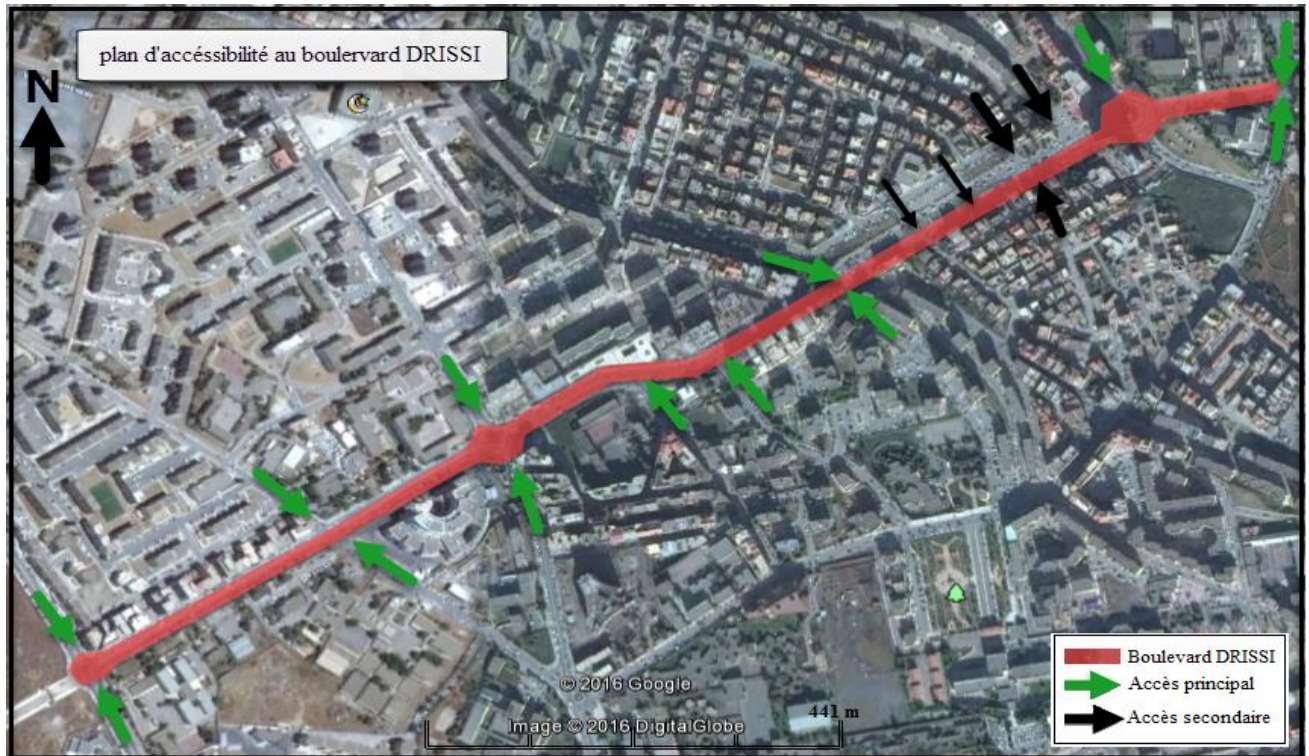 plan d'accéssibilité au boulervard DRISSI
N
Boulevard DRISSI
Accès principal
Accès secondaire
© 2016 Google
Image © 2016 DigitalGlobe
441 m